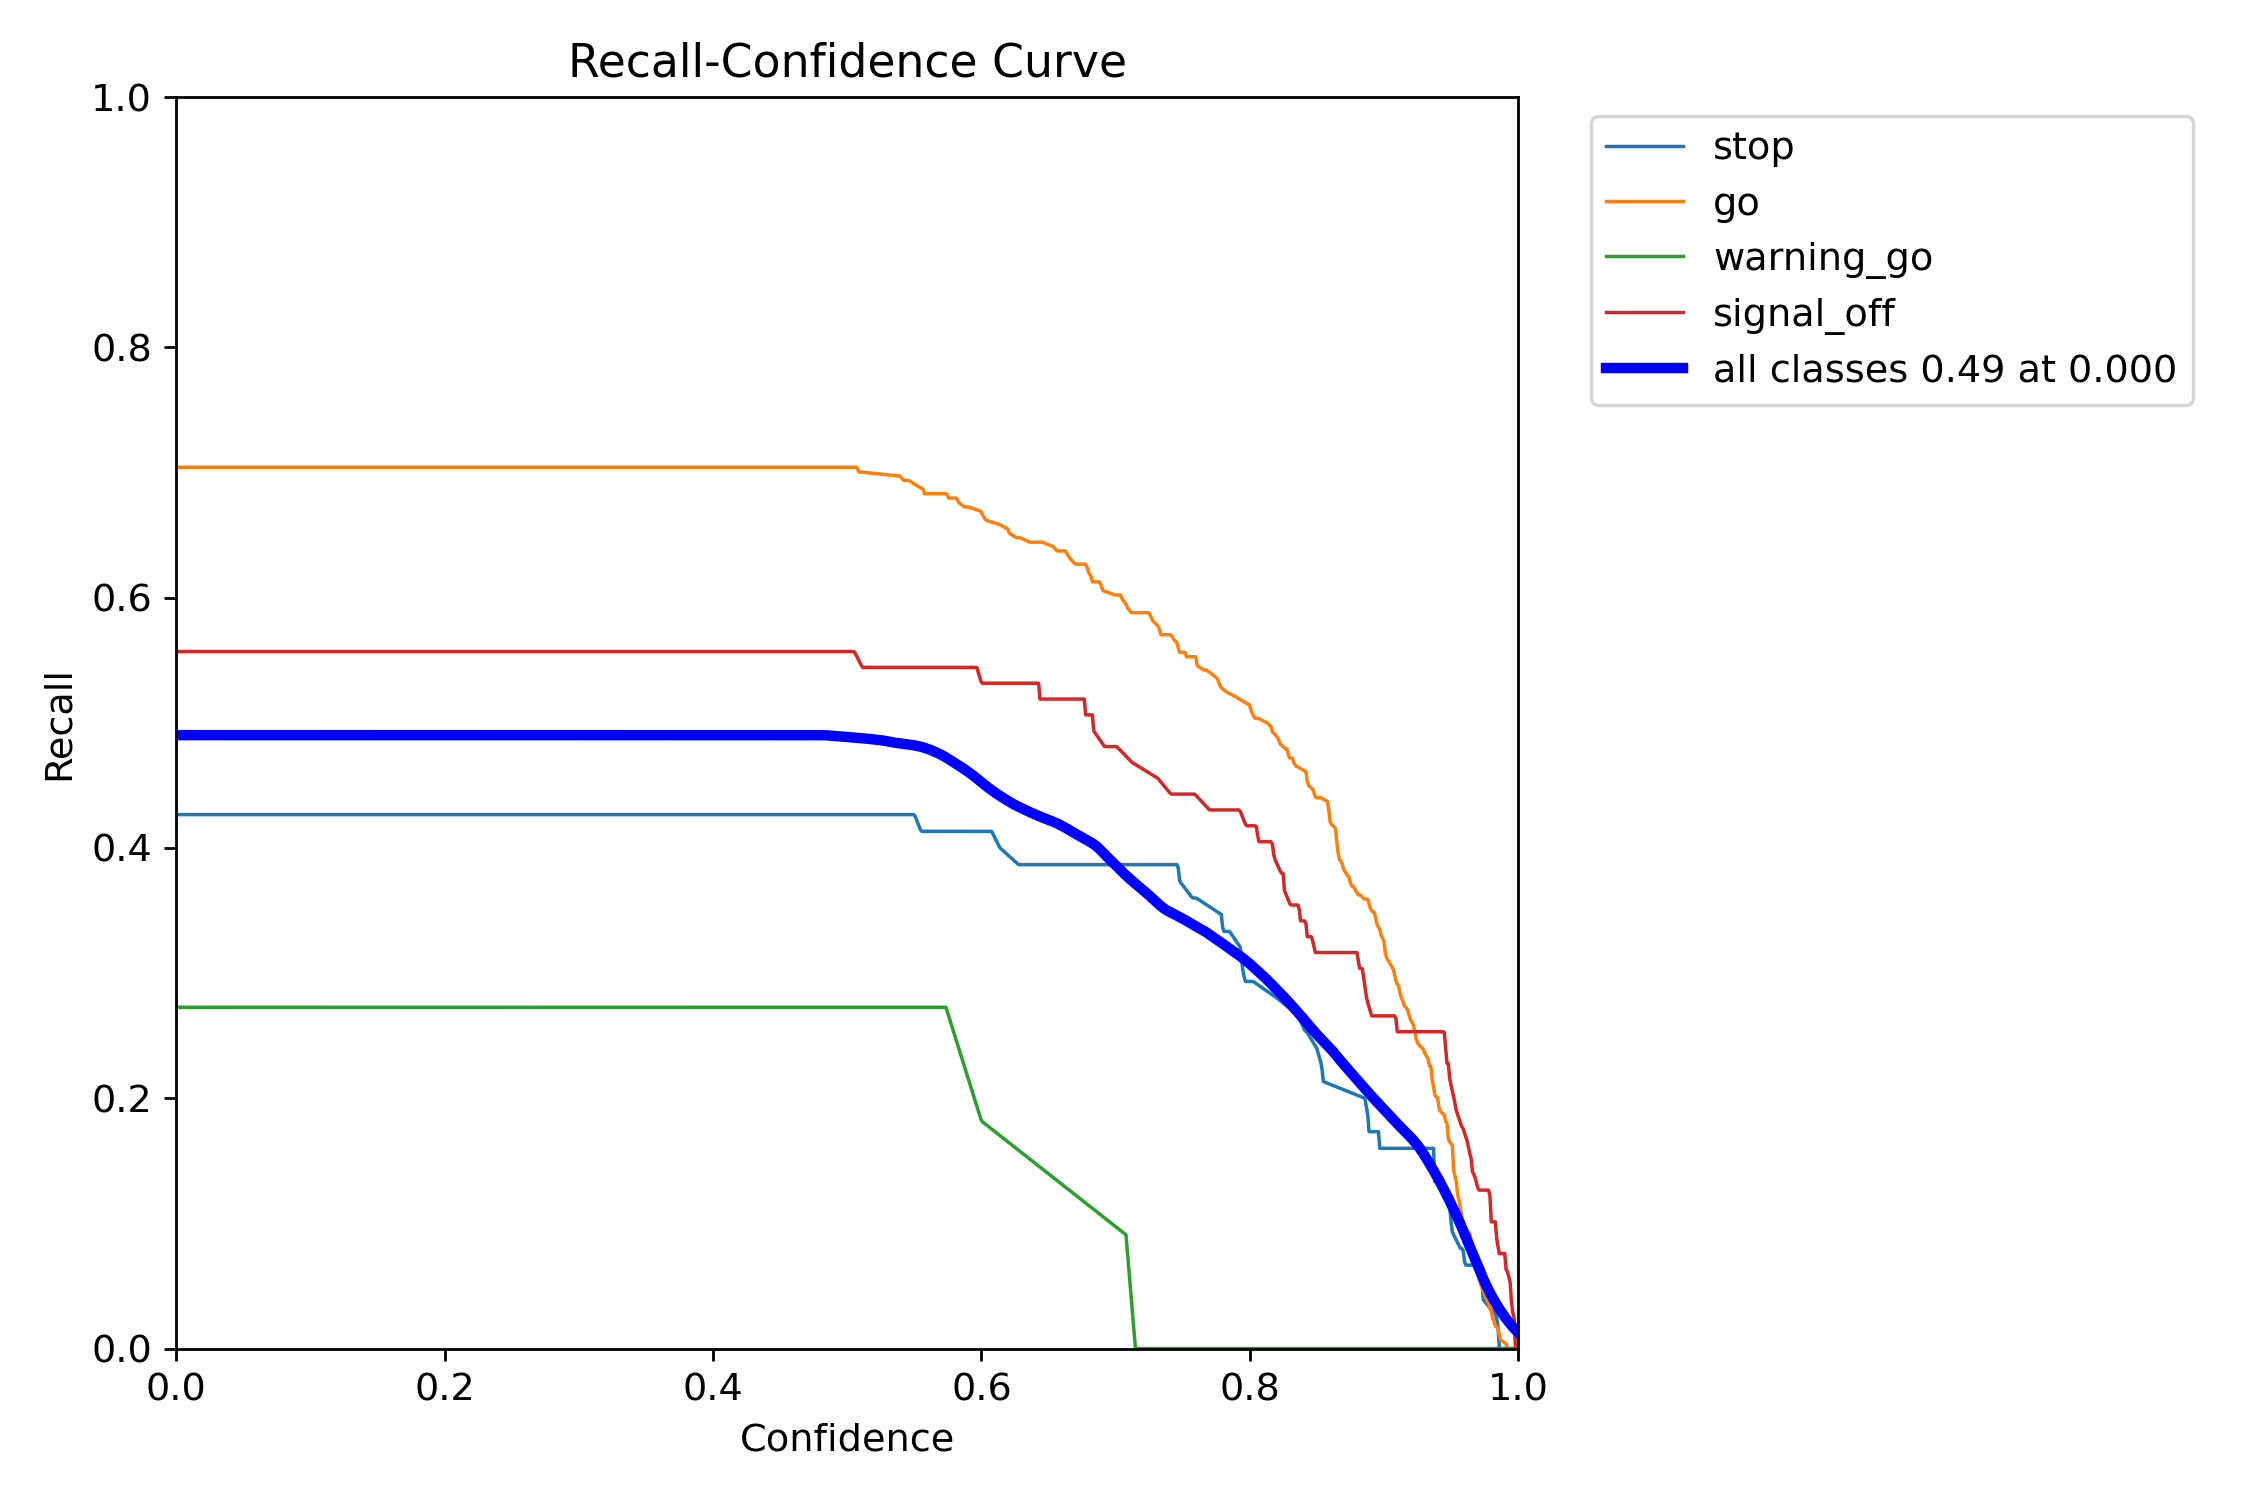 Recall-Confidence Curve
1.0
0.8
0.6
0.4
0.2
0.0
Recall
0.0 0.2 0.4 0.6 0.8 1.0
Confidence
stop
go
warning_go
signal_off
all classes 0.49 at 0.000